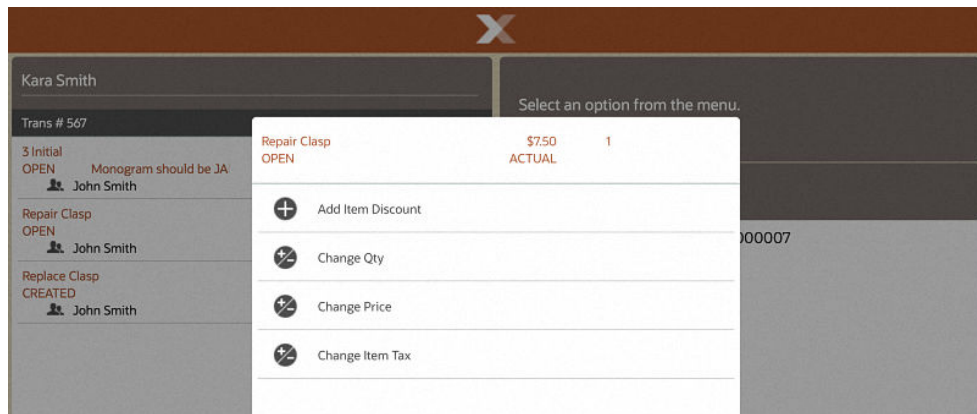 Kara Smith
Select an option from the menu.
Trans # 567
3 Initial
OPEN Monogram should be JA
John Smith
Repair Clasp
OPEN
John Smith
Replace Clasp
CREATED
John Smith
Repair Clasp $7.50 1
OPEN ACTUAL
Add Item Discount
Change Qty
Change Price
Change Item Tax
000007